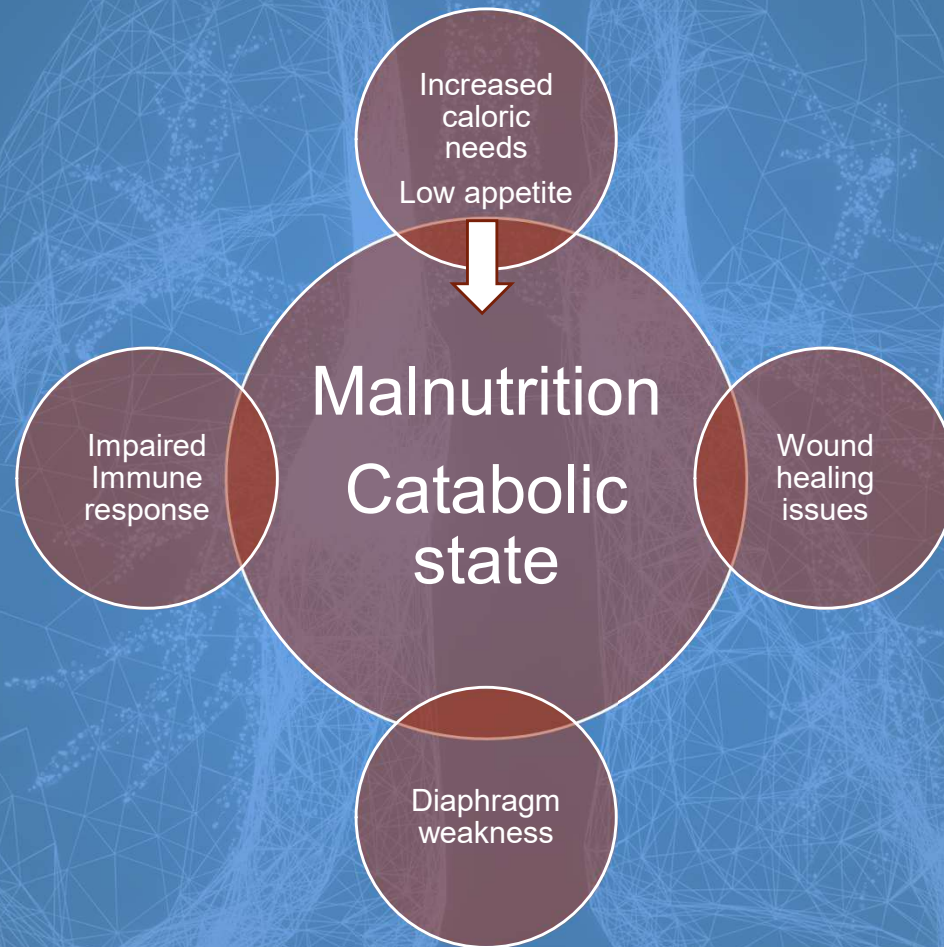 Increased
caloric
needs
Low appetite
Malnutrition
Catabolic
state
Impaired
Immune
response
Wound
healing
issues
Diaphragm
weakness